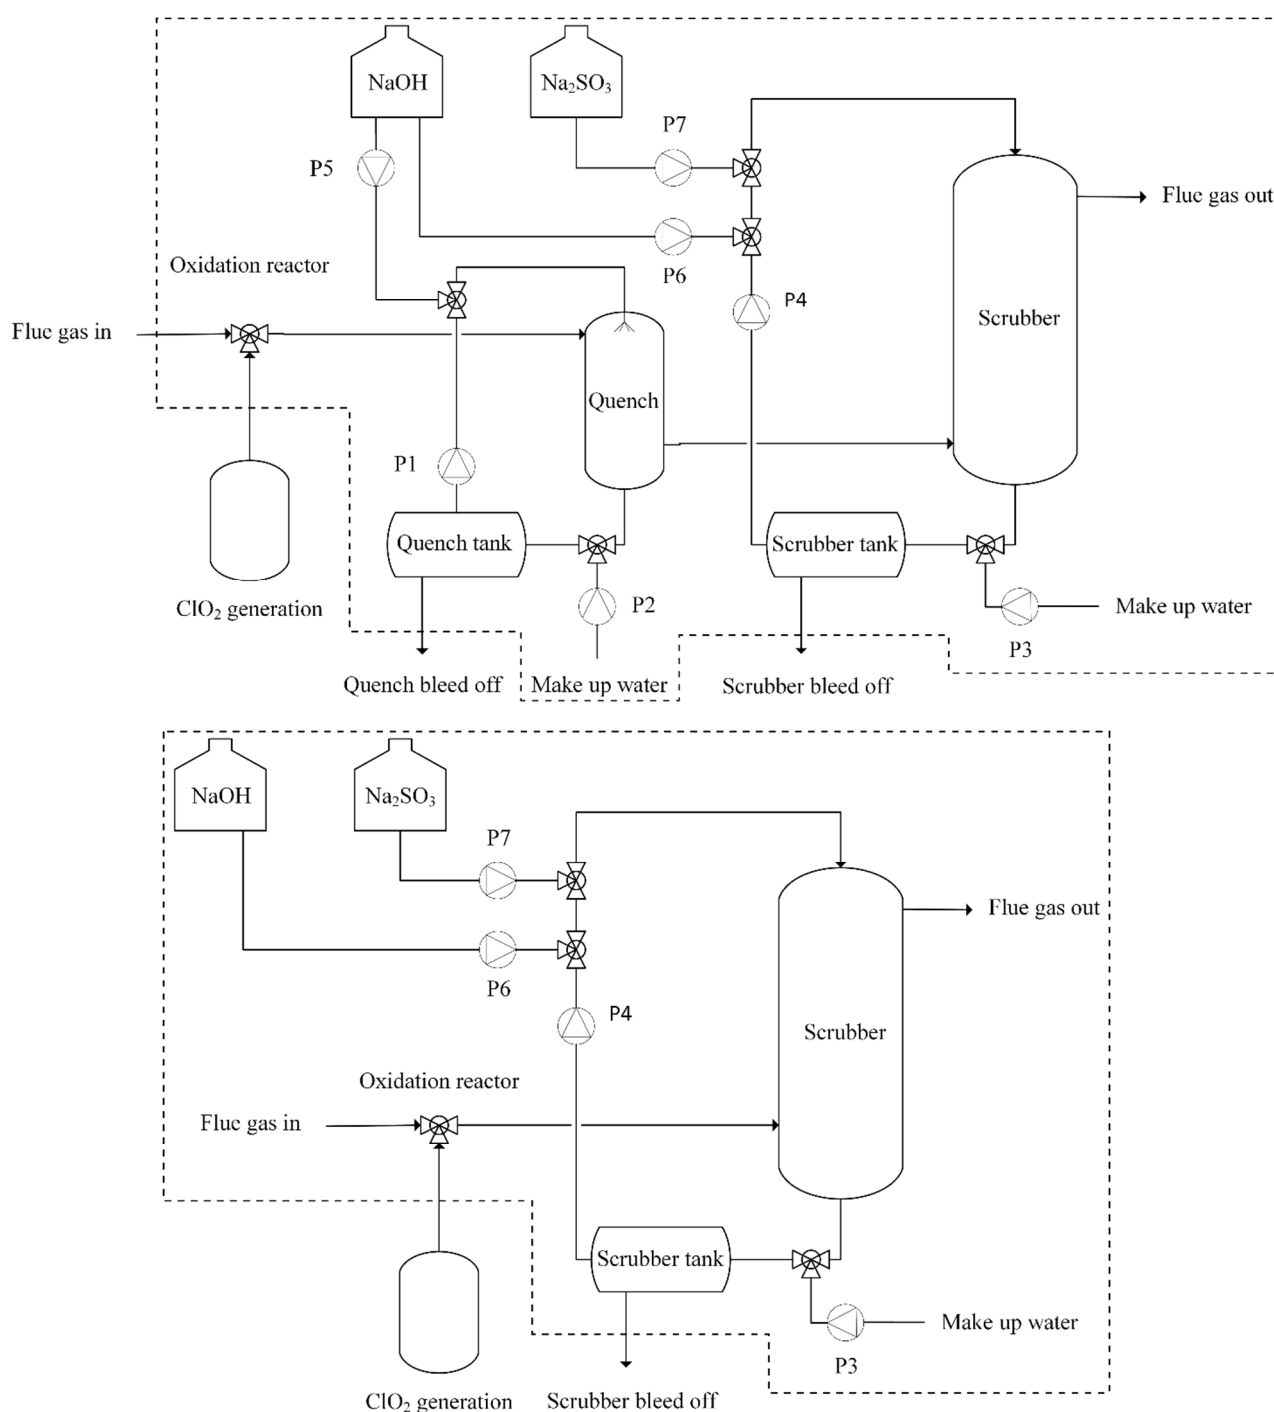 NaOH
Na₂SO₃
P7
P5
Flue gas out
Oxidation reactor
P6
P4
Flue gas in
Scrubber
Quench
P1
Quench tank
Scrubber tank
ClO₂ generation
P2
Make up water
P3
Quench bleed off
Make up water
Scrubber bleed off
NaOH
Na₂SO₃
P7
Flue gas out
P6
P4
Scrubber
Oxidation reactor
Flue gas in
Scrubber tank
Make up water
P3
ClO₂ generation
Scrubber bleed off